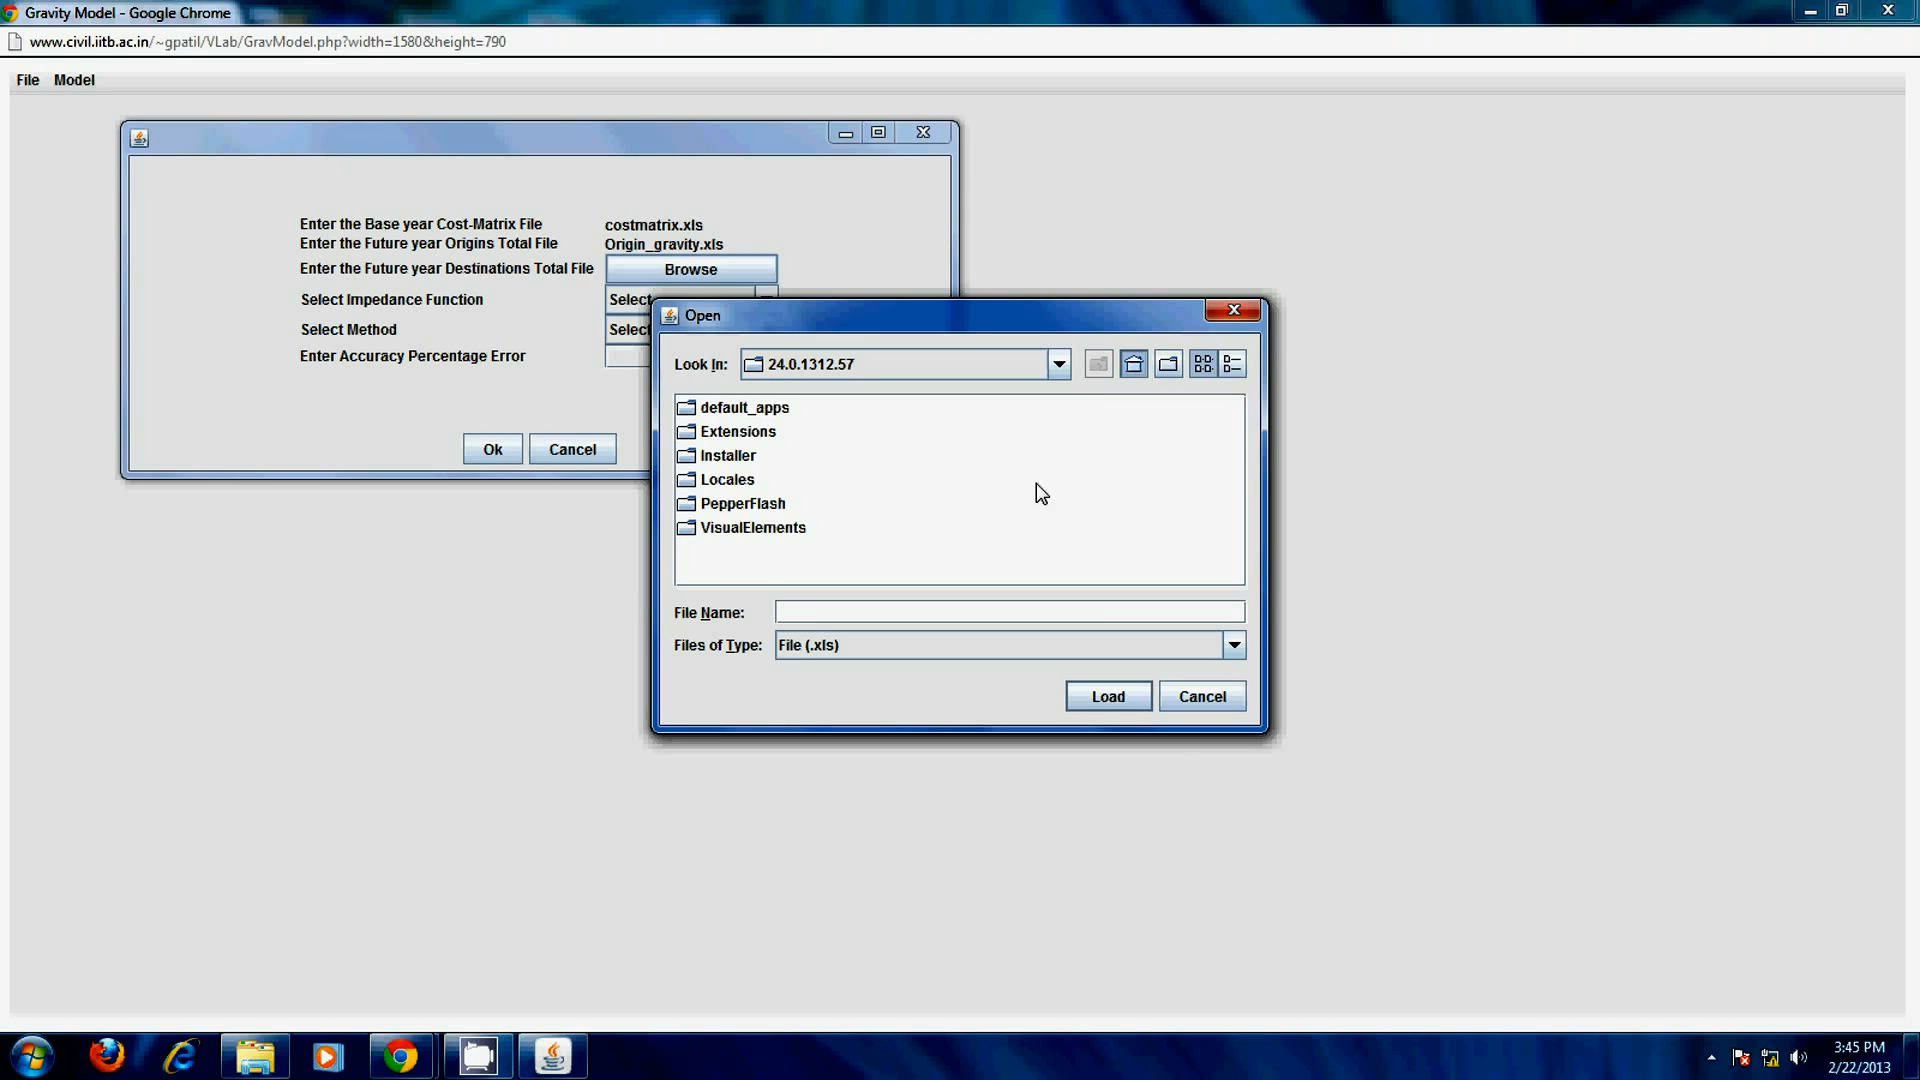 Gravity Model - Google Chrome
www.civil.iitb.ac.in/~gpatil/VLab/GravModel.php?width=1580&height=790
File Model
Enter the Base year Cost-Matrix File costmatrix.xls
Enter the Future year Origins Total File Origin_gravity.xls
Enter the Future year Destinations Total File Browse
Select Impedance Function Select
Select Method Select
Enter Accuracy Percentage Error
Ok Cancel
Open
Look In: 24.0.1312.57
default_apps
Extensions
Installer
Locales
PepperFlash
VisualElements
File Name:
Files of Type: File (.xls)
Load Cancel
3:45 PM
2/22/2013